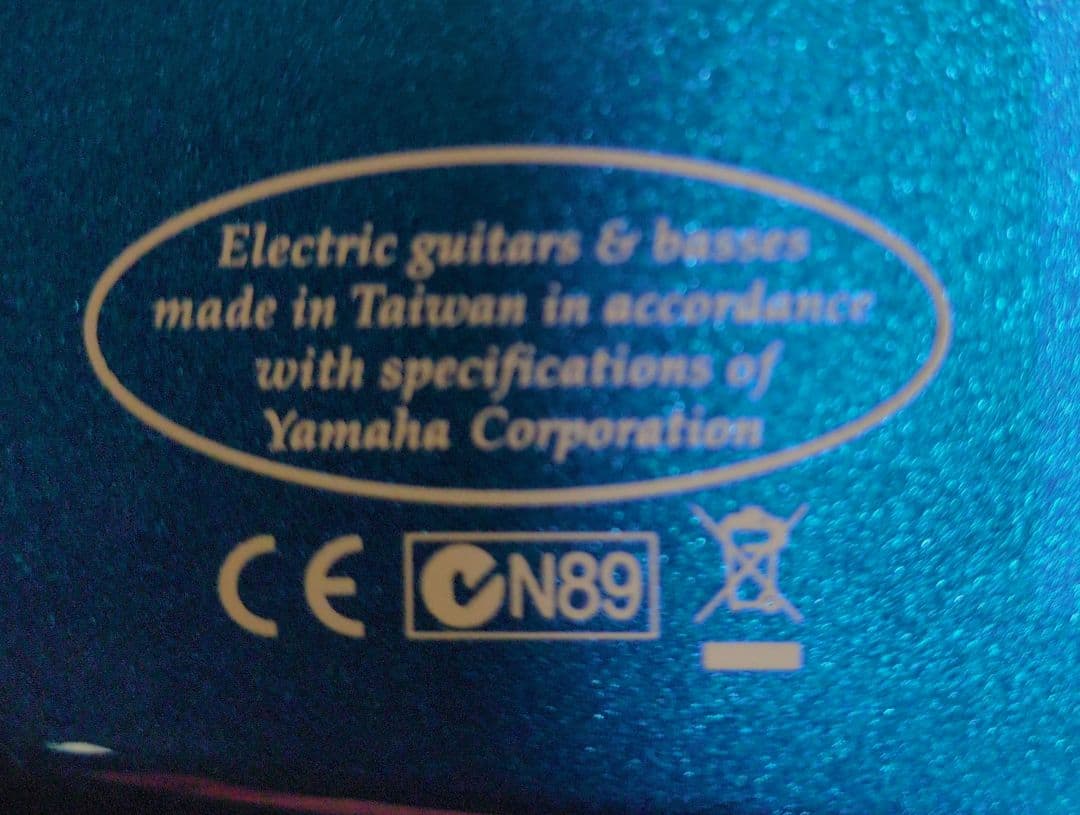 Electric guitars & basses
made in Taiwan in accordance
with specifications of
Yamaha Corporation
CE N89